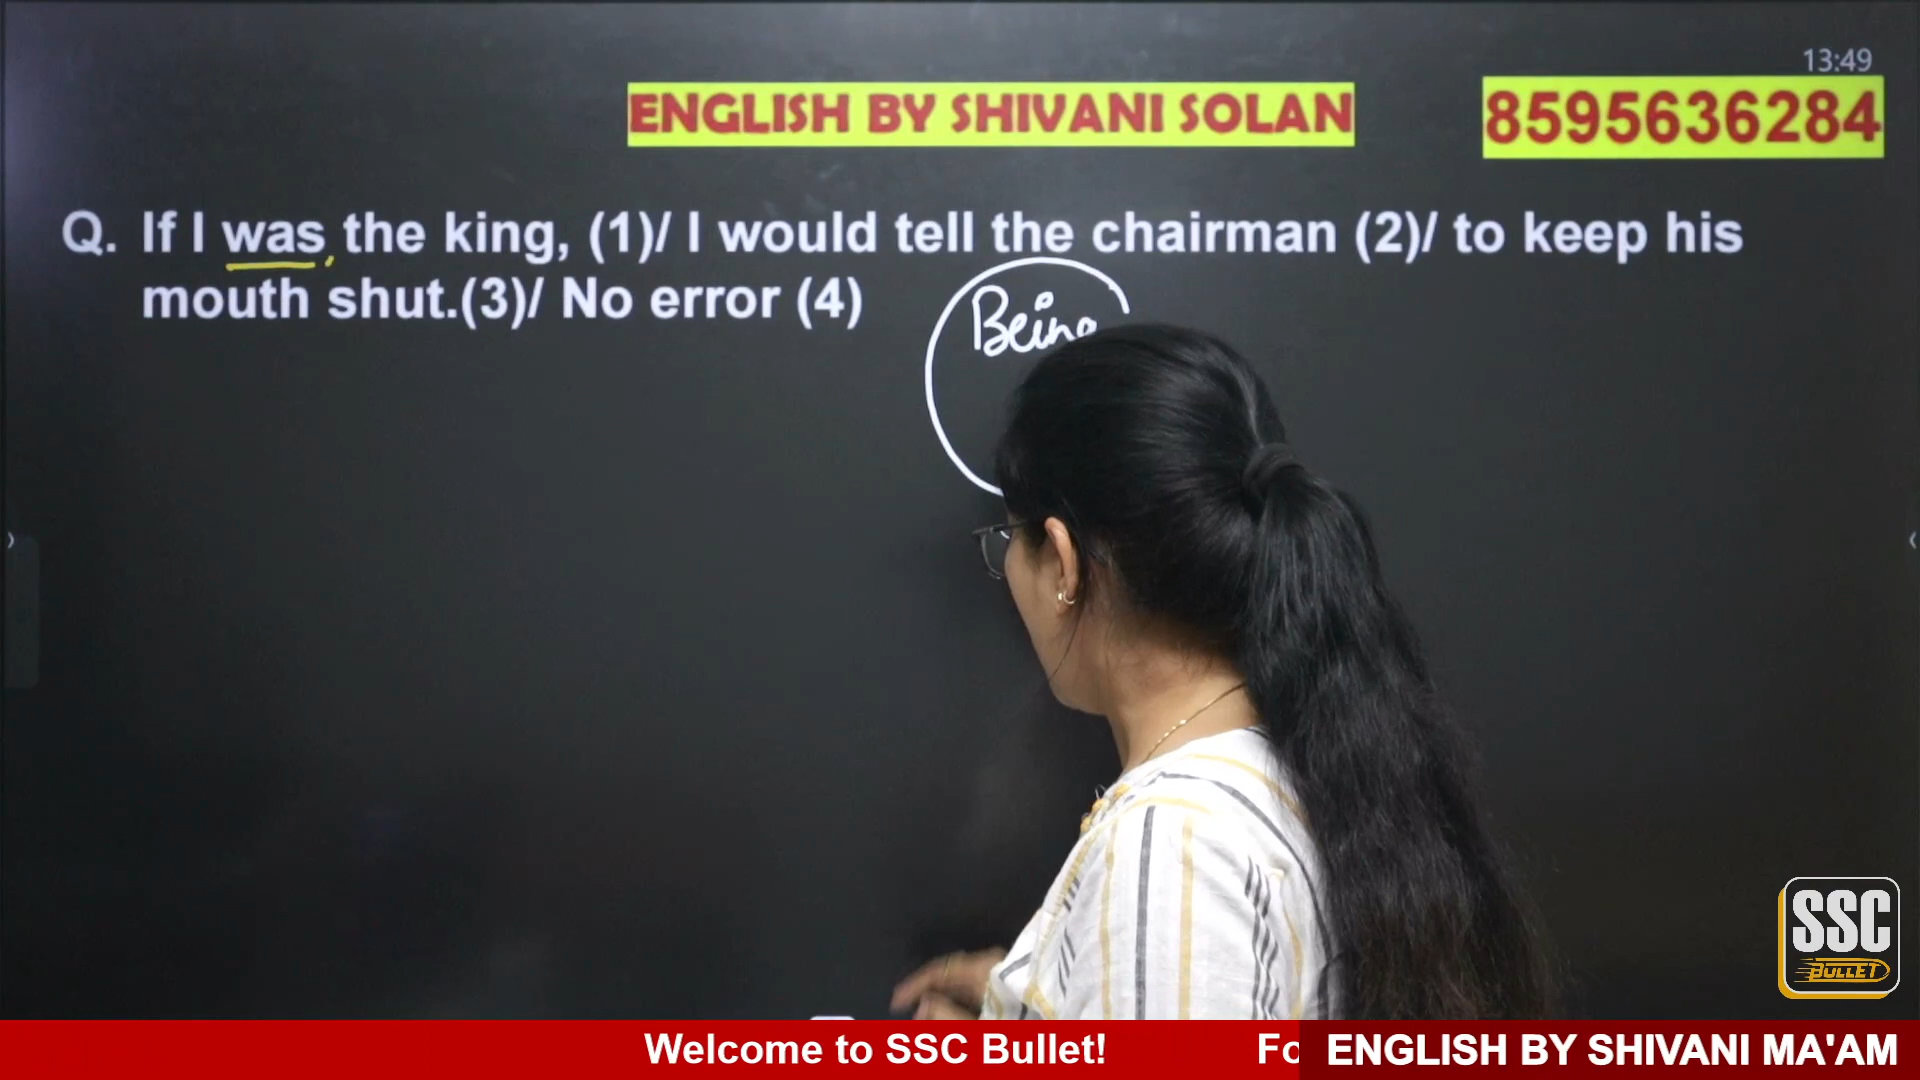 13:49
ENGLISH BY SHIVANI SOLAN
8595636284
Q. If I was the king, (1)/ I would tell the chairman (2)/ to keep his
mouth shut.(3)/ No error (4)
Being
SSC
BULLET
Welcome to SSC Bullet!
ENGLISH BY SHIVANI MA'AM